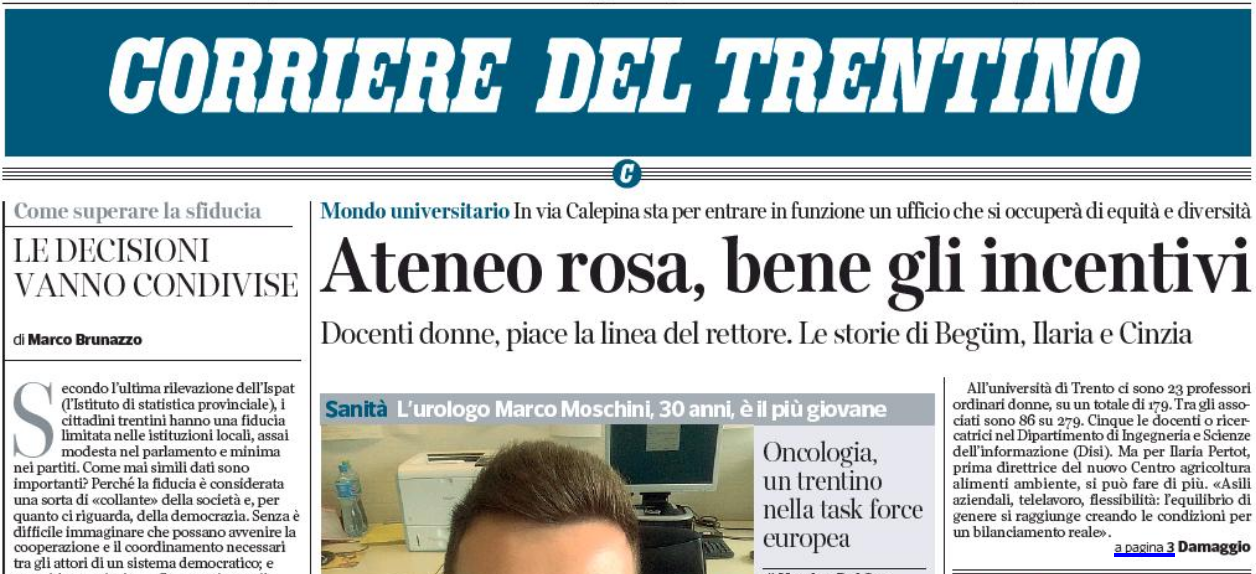 CORRIERE DEL TRENTINO
C
Come superare la sfiducia
LE DECISIONI
VANNO CONDIVISE
di Marco Brunazzo
Secondo l'ultima rilevazione dell'Ispat
(l'Istituto di statistica provinciale), i
cittadini trentini hanno una fiducia
limitata nelle istituzioni locali, assai
modesta nel parlamento e minima
nei partiti. Come mai simili dati sono
importanti? Perché la fiducia è considerata
una sorta di «collante» della società e, per
quanto ci riguarda, della democrazia. Senza è
difficile immaginare che possano avvenire la
cooperazione e il coordinamento necessari
tra gli attori di un sistema democratico; e
Mondo universitario In via Calepina sta per entrare in funzione un ufficio che si occuperà di equità e diversità
Ateneo rosa, bene gli incentivi
Docenti donne, piace la linea del rettore. Le storie di Begüm, Ilaria e Cinzia
Sanità L'urologo Marco Moschini, 30 anni, è il più giovane
Oncologia,
un trentino
nella task force
europea
All'università di Trento ci sono 23 professori
ordinari donne, su un totale di 179. Tra gli asso-
ciati sono 86 su 279. Cinque le docenti o ricer-
catrici nel Dipartimento di Ingegneria e Scienze
dell'informazione (Disi). Ma per Ilaria Pertot,
prima direttrice del nuovo Centro agricoltura
alimenti ambiente, si può fare di più. «Asili
aziendali, telelavoro, flessibilità: l'equilibrio di
genere si raggiunge creando le condizioni per
un bilanciamento reale».
a pagina 3 Damaggio